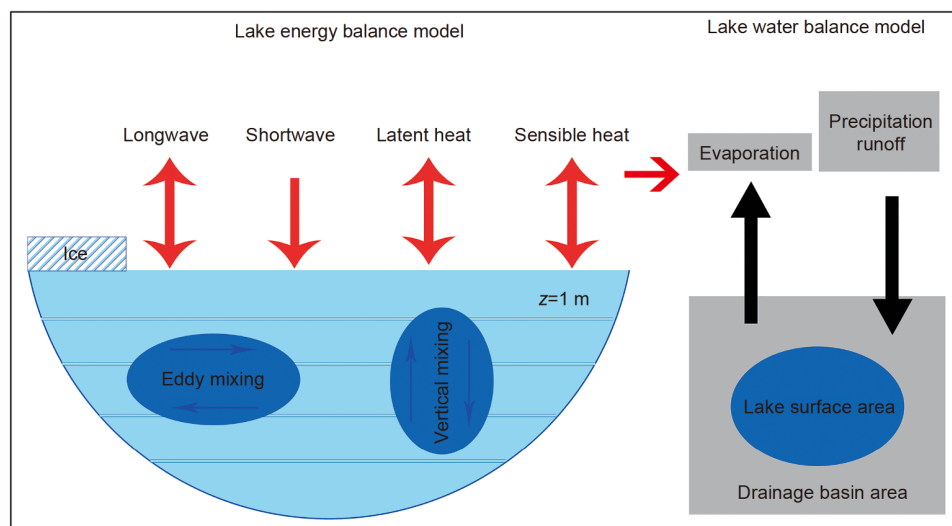 Lake energy balance model
Lake water balance model
Longwave
Shortwave
Latent heat
Sensible heat
Evaporation
Precipitation
runoff
Ice
z=1 m
Eddy mixing
Vertical mixing
Lake surface area
Drainage basin area